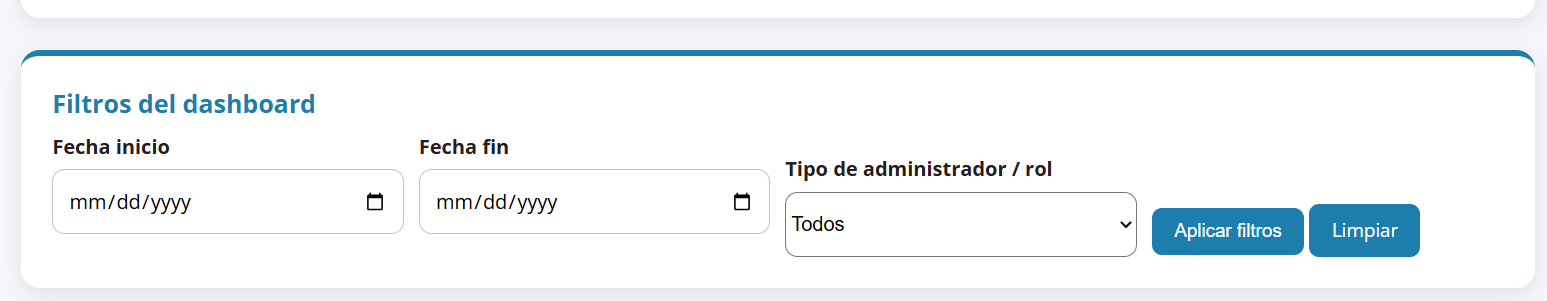 Filtros del dashboard
Fecha inicio
Fecha fin
Tipo de administrador / rol
mm/dd/yyyy
mm/dd/yyyy
Todos
Aplicar filtros
Limpiar